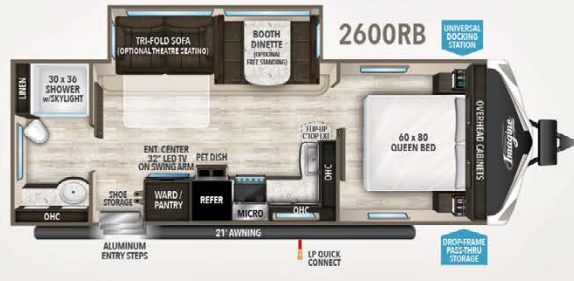 2600RB
UNIVERSAL
DOCKING
STATION
TRI-FOLD SOFA
(OPTIONAL THEATRE SEATING)
BOOTH
DINETTE
(OPTIONAL
FREE STANDING)
LINEN
30 x 36
SHOWER
w/SKYLIGHT
FLIP-UP
C'TOP EXT.
60 x 80
QUEEN BED
OVERHEAD CABINETS
Imagine
ENT. CENTER
32" LED TV
ON SWING ARM
PET DISH
OHC
SHOE
STORAGE
WARD /
PANTRY
REFER
MICRO
OHC
OHC
21' AWNING
ALUMINUM
ENTRY STEPS
LP QUICK
CONNECT
DROP-FRAME
PASS-THRU
STORAGE